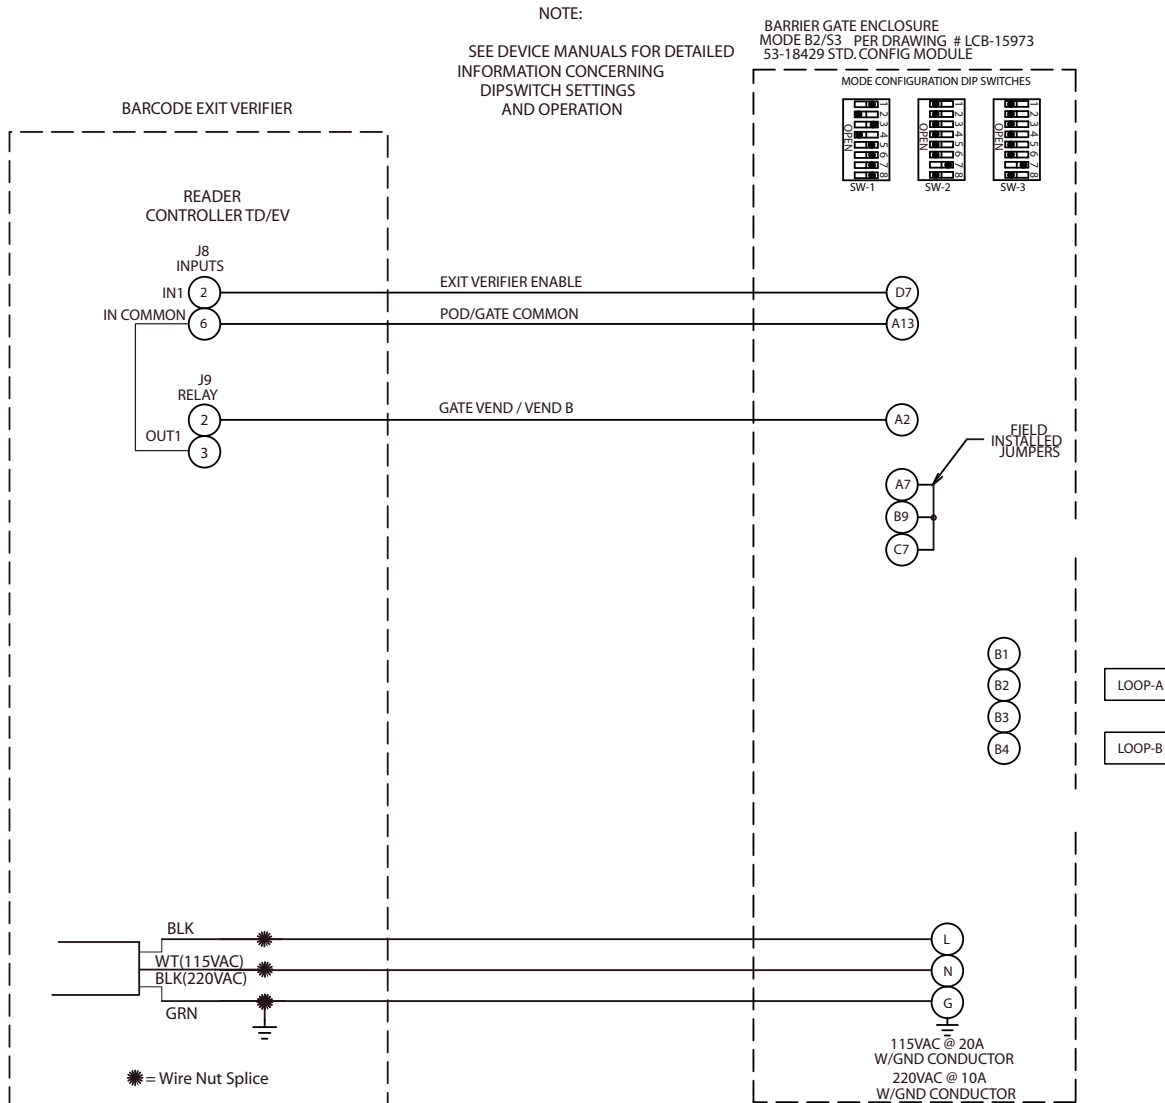 NOTE:
SEE DEVICE MANUALS FOR DETAILED
INFORMATION CONCERNING
DIPSWITCH SETTINGS
AND OPERATION
BARRIER GATE ENCLOSURE
MODE B2/S3 PER DRAWING # LCB-15973
53-18429 STD. CONFIG MODULE
MODE CONFIGURATION DIP SWITCHES
OPEN
1 2 3 4 5 6 7 8
SW-1
OPEN
1 2 3 4 5 6 7 8
SW-2
OPEN
1 2 3 4 5 6 7 8
SW-3
BARCODE EXIT VERIFIER
READER
CONTROLLER TD/EV
J8
INPUTS
IN1 2 EXIT VERIFIER ENABLE D7
IN COMMON 6 POD/GATE COMMON A13
J9
RELAY
2 GATE VEND / VEND B A2
OUT1
3
FIELD
INSTALLED
JUMPERS
A7
B9
C7
B1
B2 LOOP-A
B3
B4 LOOP-B
BLK L
WT(115VAC) N
BLK(220VAC)
GRN G
115VAC @ 20A
W/GND CONDUCTOR
220VAC @ 10A
W/GND CONDUCTOR
= Wire Nut Splice